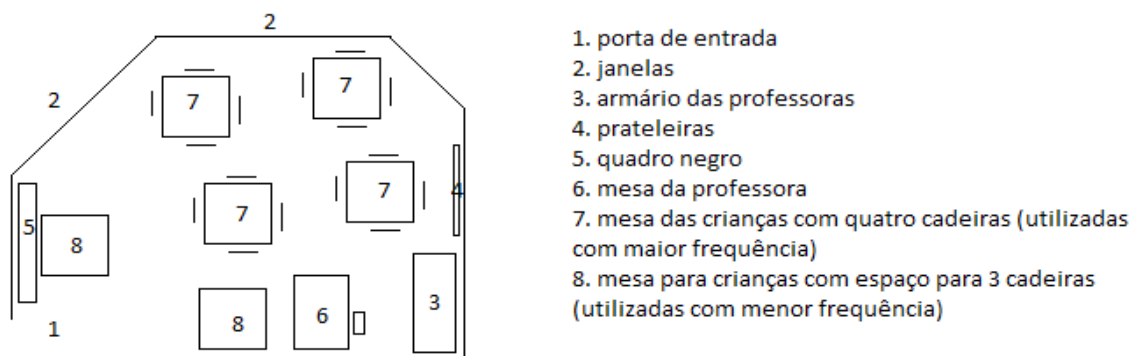 2
2
7
7
7
7
4
5
8
8
6
3
1
1. porta de entrada
2. janelas
3. armário das professoras
4. prateleiras
5. quadro negro
6. mesa da professora
7. mesa das crianças com quatro cadeiras (utilizadas
com maior frequência)
8. mesa para crianças com espaço para 3 cadeiras
(utilizadas com menor frequência)